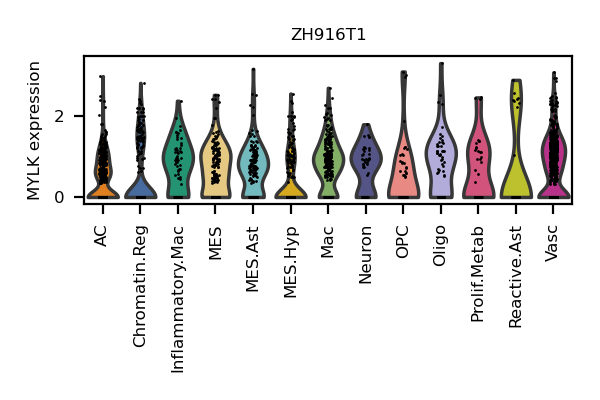 ZH916T1
MYLK expression
2
0
AC
Chromatin.Reg
Inflammatory.Mac
MES
MES.Ast
MES.Hyp
Mac
Neuron
OPC
Oligo
Prolif.Metab
Reactive.Ast
Vasc